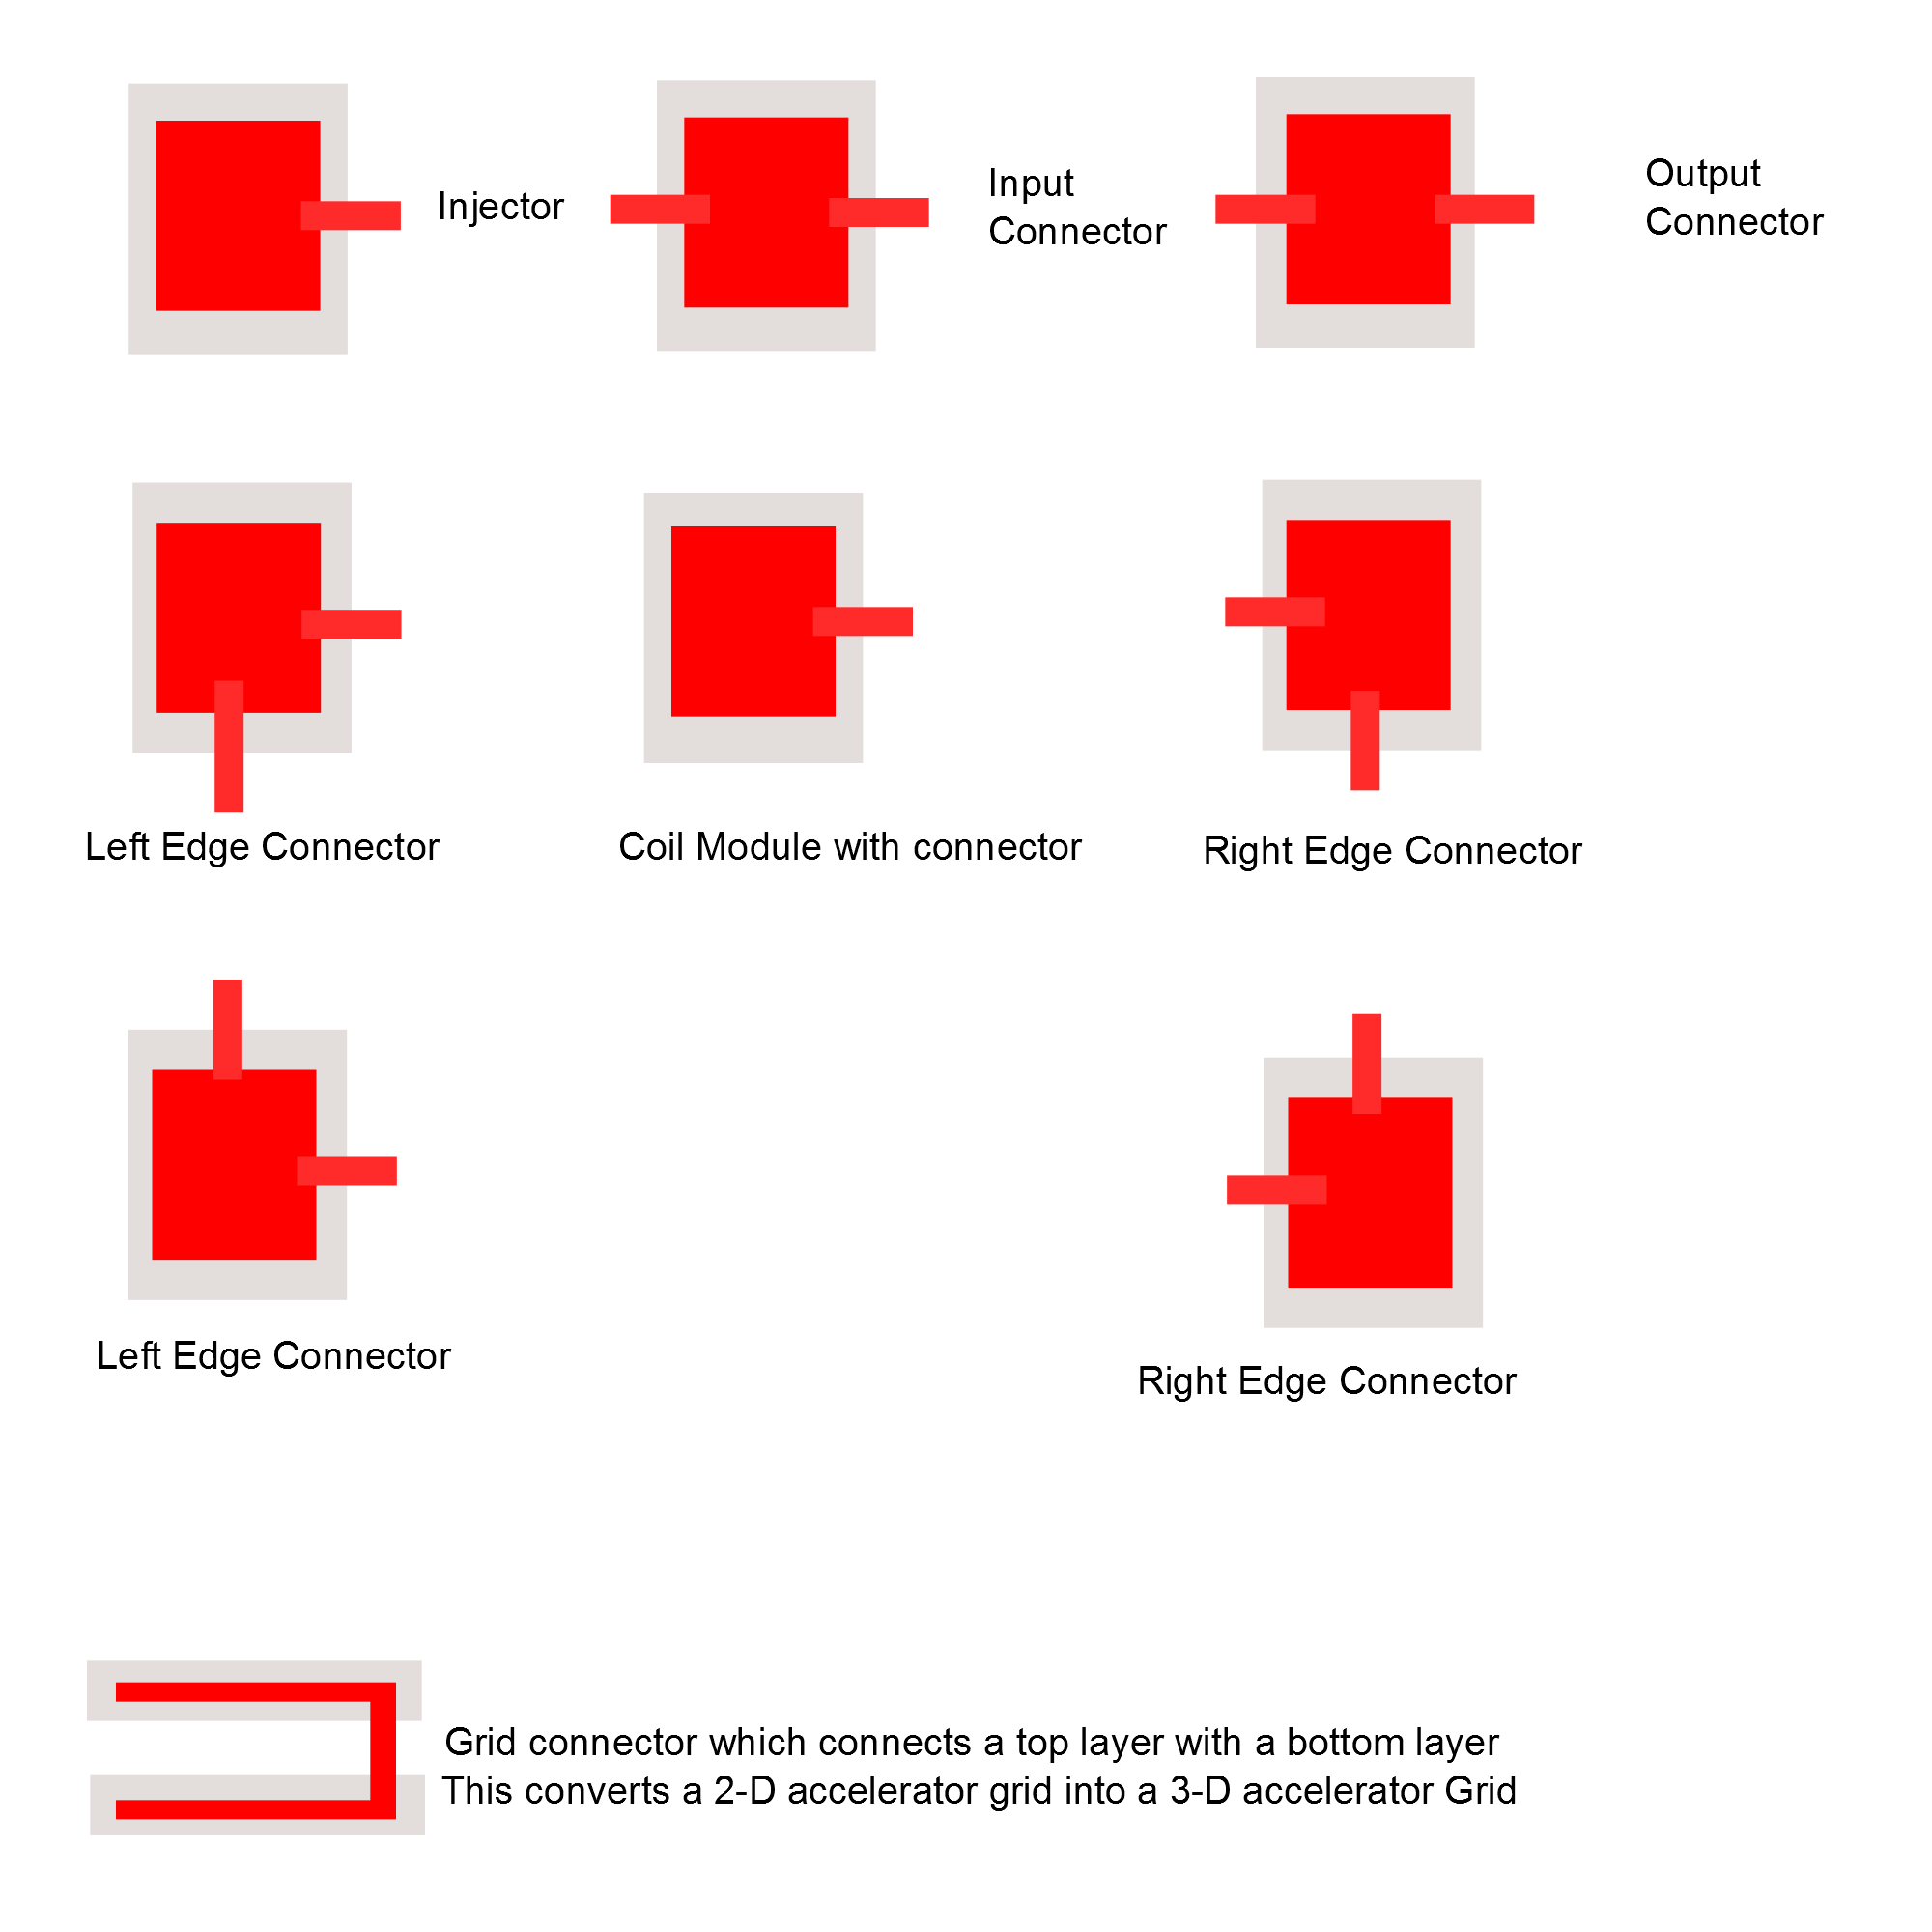 Injector
Input
Connector
Output
Connector
Left Edge Connector
Coil Module with connector
Right Edge Connector
Left Edge Connector
Right Edge Connector
Grid connector which connects a top layer with a bottom layer
This converts a 2-D accelerator grid into a 3-D accelerator Grid